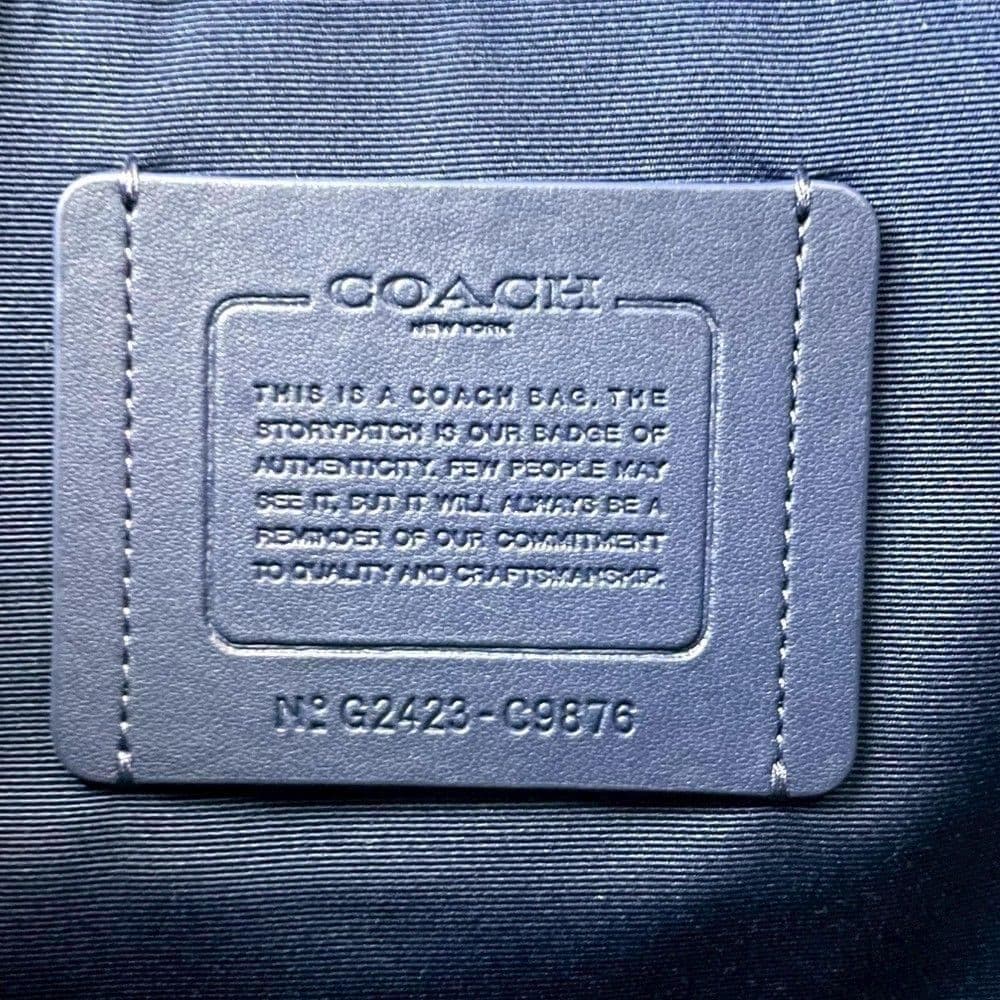 COACH
NEW YORK
THIS IS A COACH BAG. THE
STORYPATCH IS OUR BADGE OF
AUTHENTICITY. FEW PEOPLE MAY
SEE IT, BUT IT WILL ALWAYS BE A
REMINDER OF OUR COMMITMENT
TO QUALITY AND CRAFTSMANSHIP.
Nº G2423-C9876